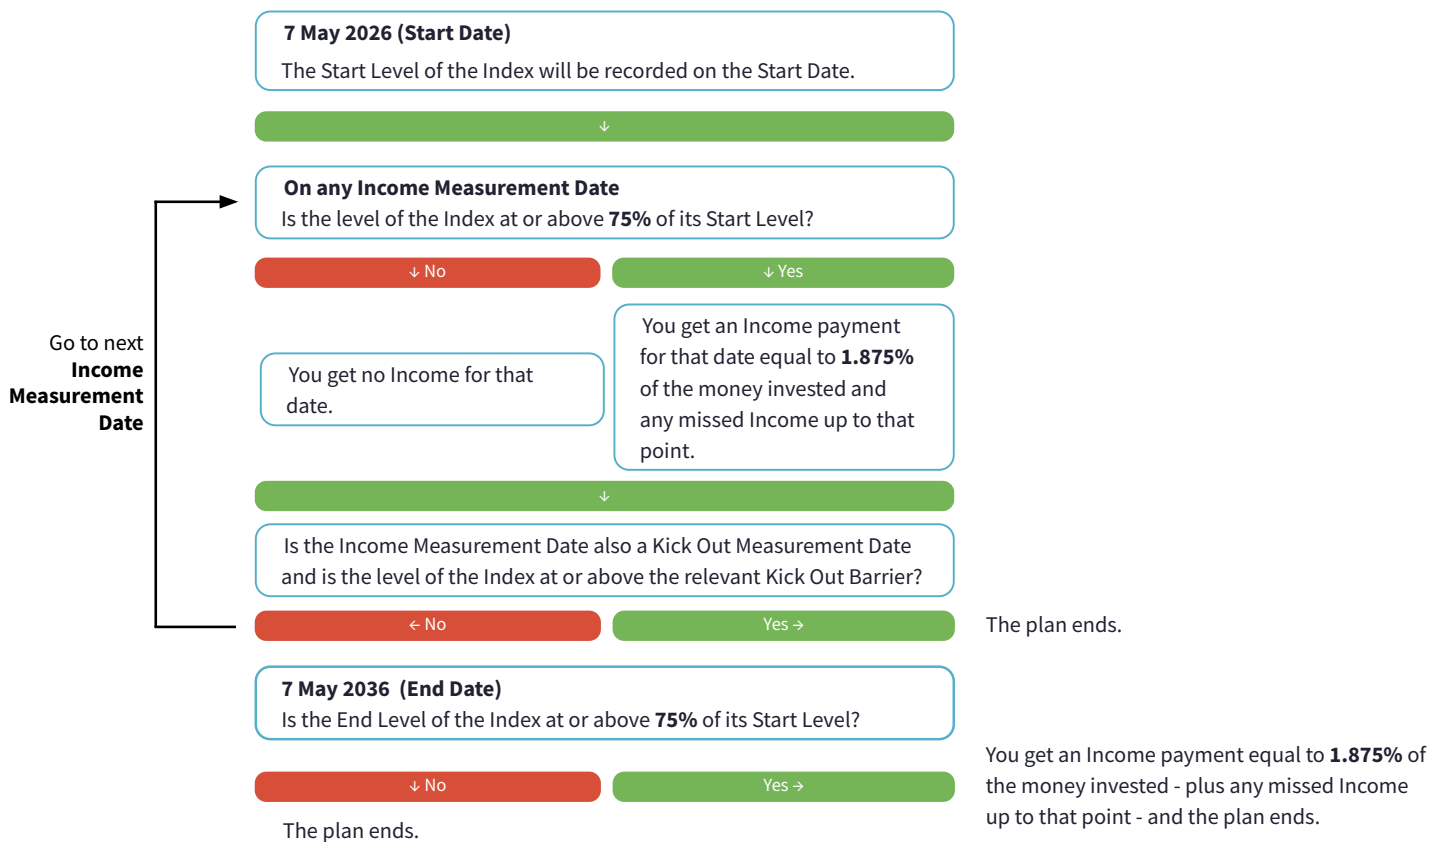 7 May 2026 (Start Date)
The Start Level of the Index will be recorded on the Start Date.
↓
On any Income Measurement Date
Is the level of the Index at or above 75% of its Start Level?
↓ No
↓ Yes
Go to next
Income
Measurement
Date
You get no Income for that
date.
You get an Income payment
for that date equal to 1.875%
of the money invested and
any missed Income up to that
point.
↓
Is the Income Measurement Date also a Kick Out Measurement Date
and is the level of the Index at or above the relevant Kick Out Barrier?
← No
Yes →
The plan ends.
7 May 2036 (End Date)
Is the End Level of the Index at or above 75% of its Start Level?
↓ No
Yes →
You get an Income payment equal to 1.875% of
the money invested - plus any missed Income
up to that point - and the plan ends.
The plan ends.